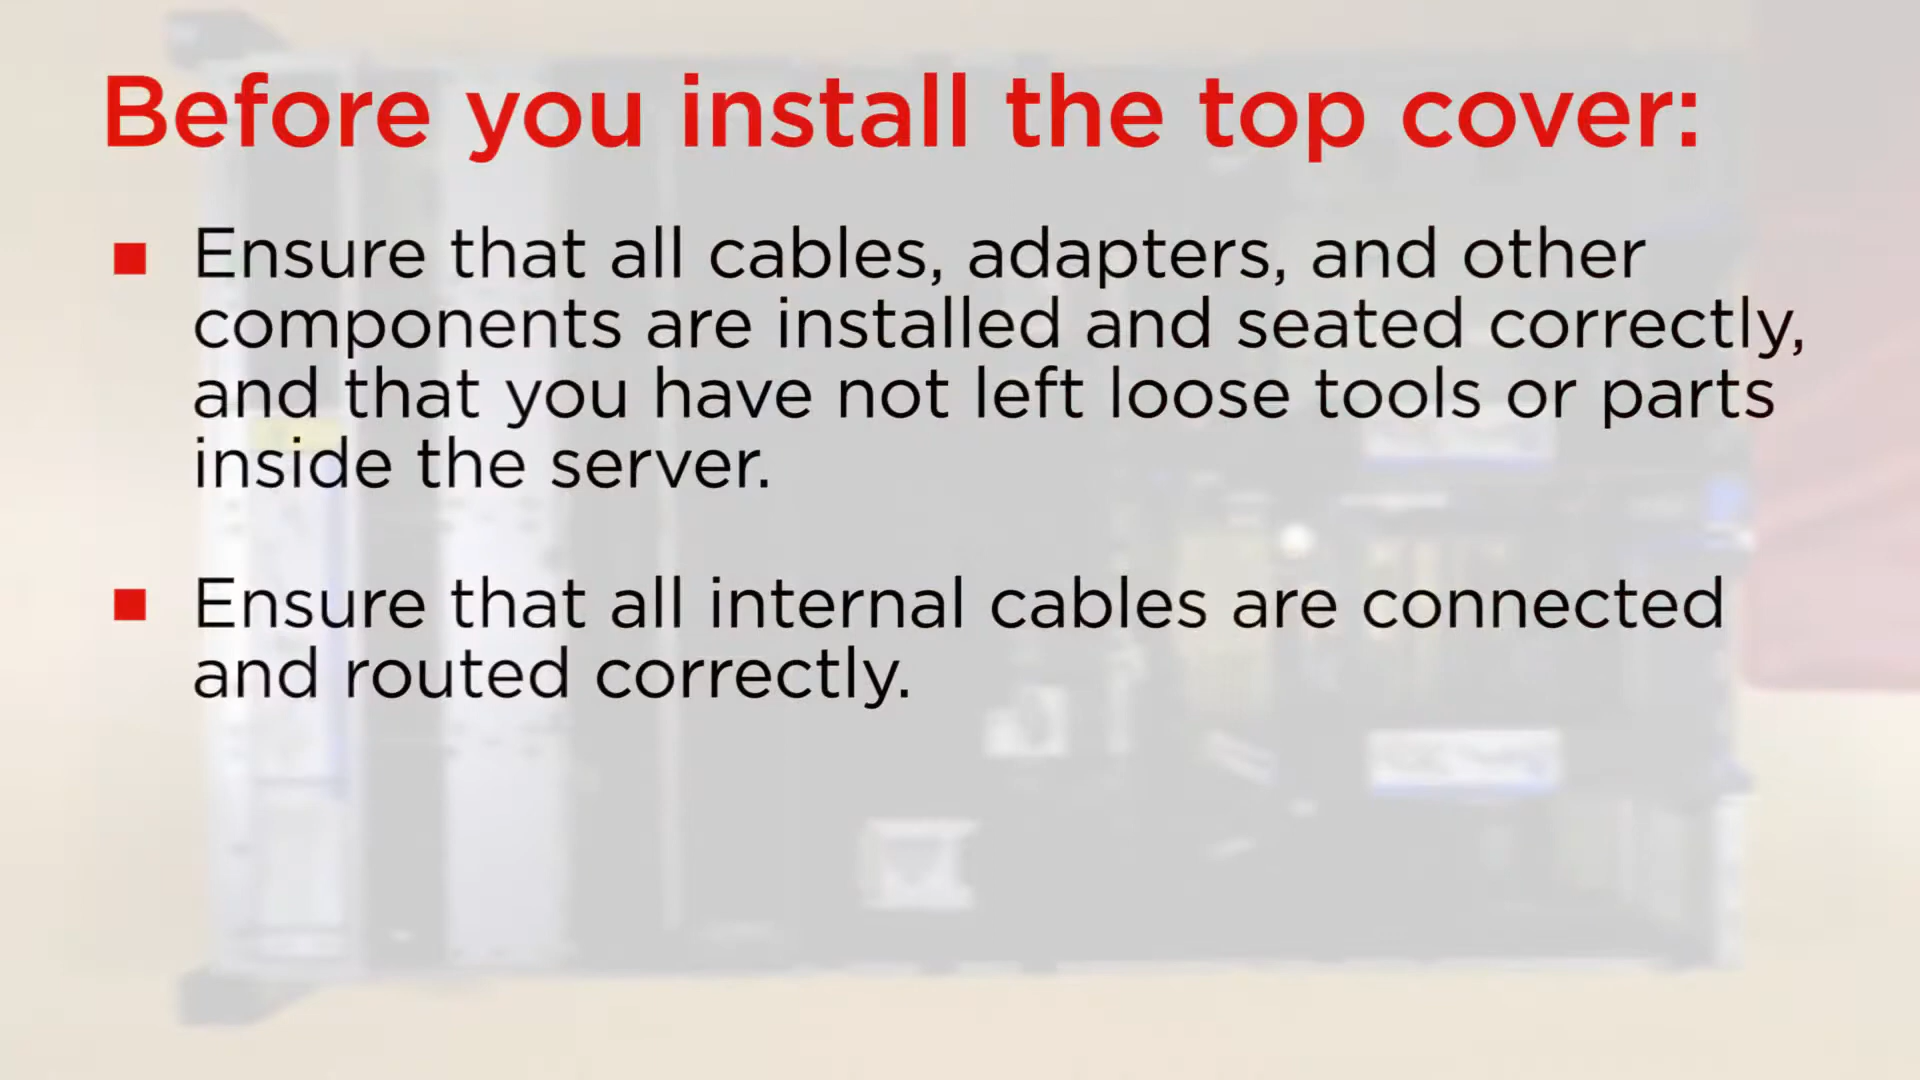 Before you install the top cover:
Ensure that all cables, adapters, and other
components are installed and seated correctly,
and that you have not left loose tools or parts
inside the server.
Ensure that all internal cables are connected
and routed correctly.